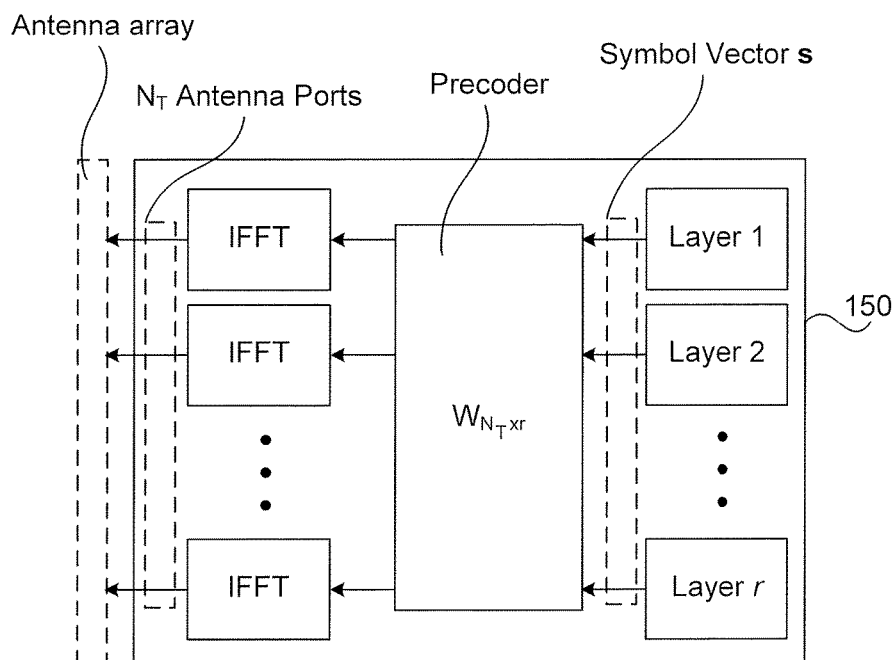 Antenna array
Symbol Vector s
N_T Antenna Ports
Precoder
IFFT
Layer 1
150
IFFT
Layer 2
W_{N_T xr}
IFFT
Layer r